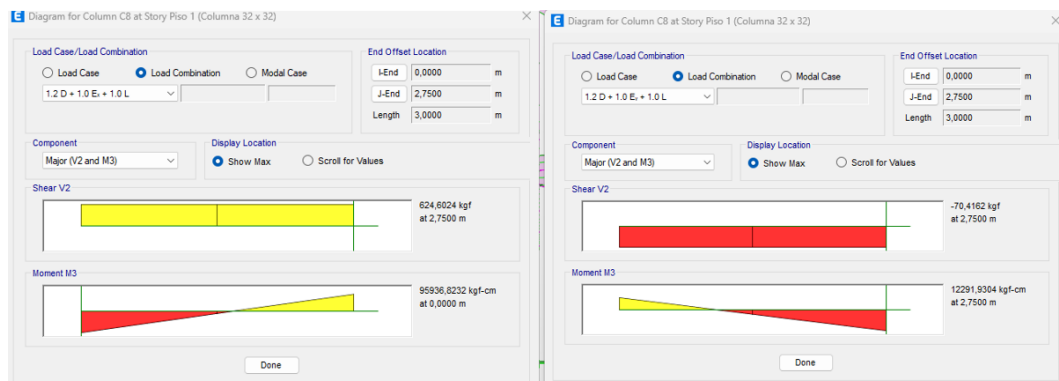 E Diagram for Column C8 at Story Piso 1 (Columna 32 x 32)
Load Case/Load Combination
Load Case Load Combination Modal Case
1.2 D + 1.0 Eₓ + 1.0 L
End Offset Location
I-End 0,0000 m
J-End 2,7500 m
Length 3,0000 m
Component
Major (V2 and M3)
Display Location
Show Max Scroll for Values
Shear V2
624,6024 kgf
at 2,7500 m
Moment M3
95936,8232 kgf-cm
at 0,0000 m
Done
E Diagram for Column C8 at Story Piso 1 (Columna 32 x 32)
Load Case/Load Combination
Load Case Load Combination Modal Case
1.2 D + 1.0 Eₓ + 1.0 L
End Offset Location
I-End 0,0000 m
J-End 2,7500 m
Length 3,0000 m
Component
Major (V2 and M3)
Display Location
Show Max Scroll for Values
Shear V2
-70,4162 kgf
at 2,7500 m
Moment M3
12291,9304 kgf-cm
at 2,7500 m
Done